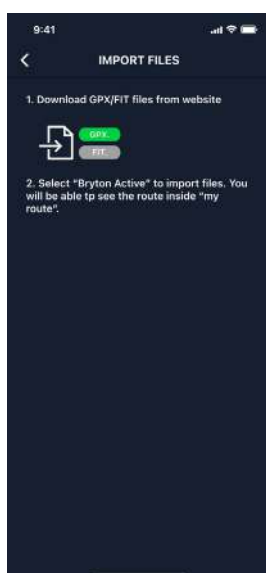 9:41
IMPORT FILES
1. Download GPX/FIT files from website
GPX.
FIT.
2. Select "Bryton Active" to import files. You
will be able tp see the route inside "my
route".